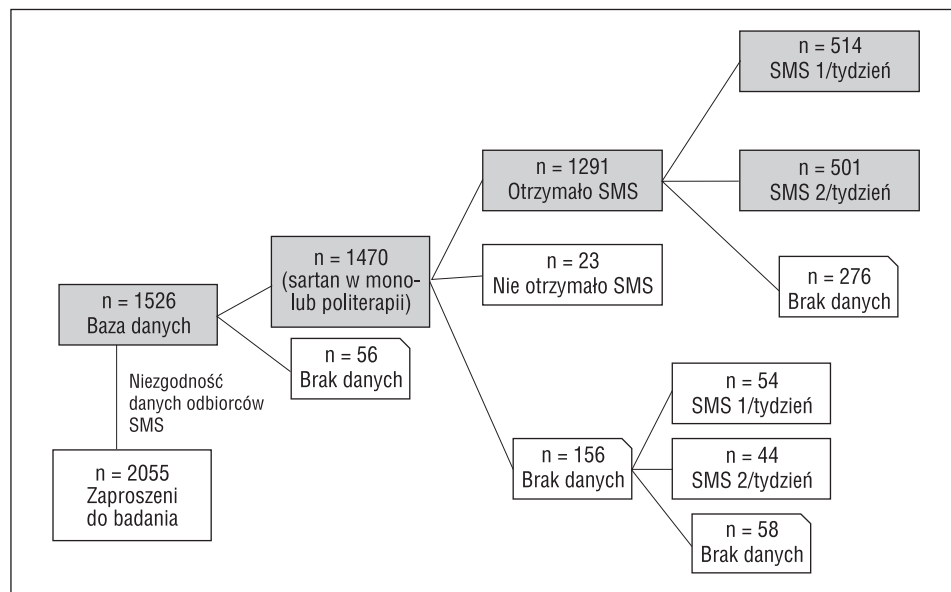 n = 514
SMS 1/tydzień
n = 1291
Otrzymało SMS
n = 501
SMS 2/tydzień
n = 1470
(sartan w mono-
lub politerapii)
n = 23
Nie otrzymało SMS
n = 276
Brak danych
n = 1526
Baza danych
n = 56
Brak danych
Niezgodność
danych odbiorców
SMS
n = 54
SMS 1/tydzień
n = 156
Brak danych
n = 44
SMS 2/tydzień
n = 2055
Zaproszeni
do badania
n = 58
Brak danych